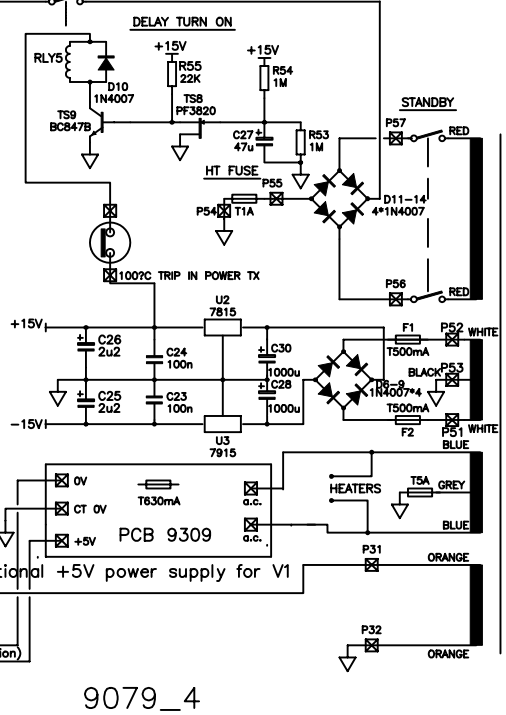 DELAY TURN ON
+15V
+15V
RLY5
R55
22K
R54
1M
D10
1N4007
TS8
PF3820
TS9
BC847B
C27
47u
R53
1M
STANDBY
P57
RED
HT FUSE
P55
P54
T1A
D11-14
4*1N4007
100?C TRIP IN POWER TX
P56
RED
U2
7815
+15V
C26
2u2
C24
100n
C30
1000u
F1
T500mA
P52
WHITE
BLACK
P53
D6-9
1N4007*4
C25
2u2
C23
100n
C28
1000u
T500mA
F2
P51
WHITE
-15V
U3
7915
BLUE
0V
T630mA
a.c.
HEATERS
T5A
GREY
CT 0V
PCB 9309
+5V
a.c.
BLUE
tional +5V power supply for V1
P31
ORANGE
P32
ORANGE
ion)
9079_4